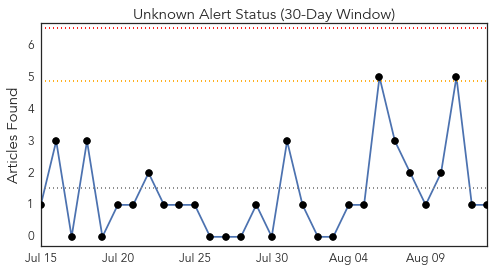 Unknown Alert Status (30-Day Window)
Articles Found
6
5
4
3
2
1
0
Jul 15 Jul 20 Jul 25 Jul 30 Aug 04 Aug 09